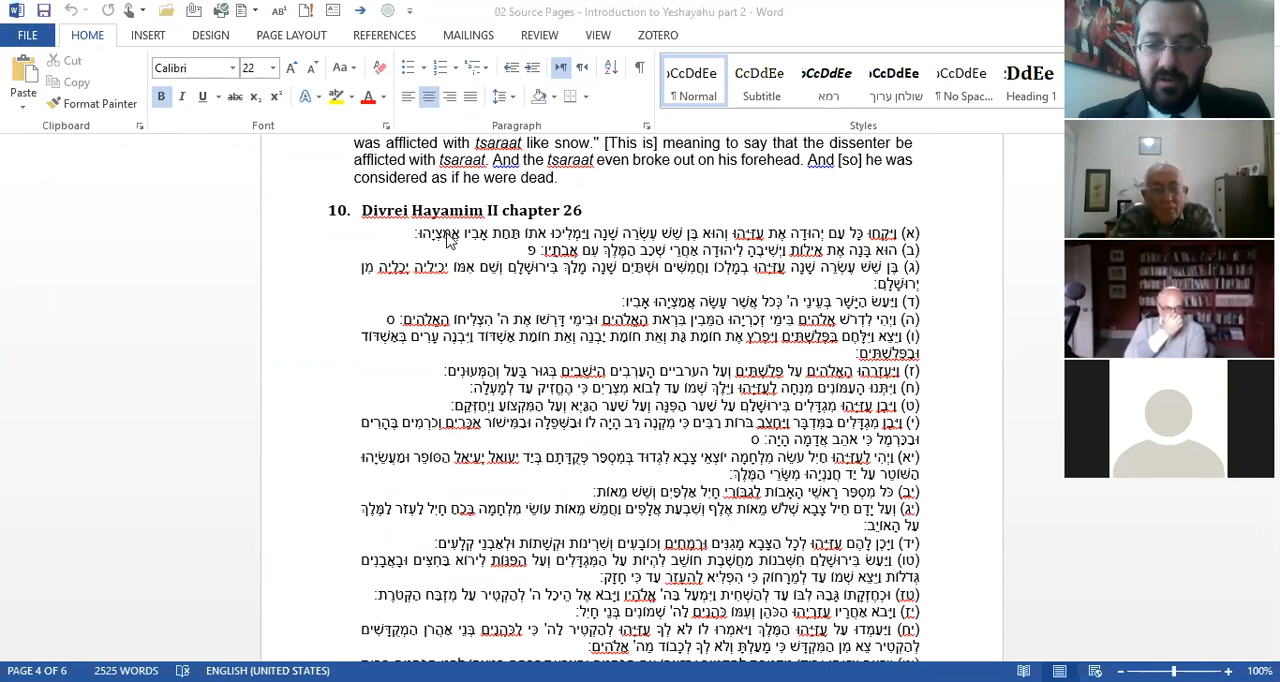 02 Source Pages - Introduction to Yeshayahu part 2 - Word
FILE HOME INSERT DESIGN PAGE LAYOUT REFERENCES MAILINGS REVIEW VIEW ZOTERO
Paste
Cut
Copy
Format Painter
Clipboard
Calibri 22
Font
Paragraph
¶ Normal
Subtitle
רמא
שולחן ערוך
¶ No Spac...
Heading 1
Styles
was afflicted with tsaraat like snow." [This is] meaning to say that the dissenter be
afflicted with tsaraat. And the tsaraat even broke out on his forehead. And [so] he was
considered as if he were dead.
10. Divrei Hayamim II chapter 26
(א) וַיִּקְחוּ כָּל עַם יְהוּדָה אֶת עֻזִּיָּהוּ וְהוּא בֶּן שֵׁשׁ עֶשְׂרֵה שָׁנָה וַיַּמְלִיכוּ אֹתוֹ תַּחַת אָבִיו אֲמַצְיָהוּ:
(ב) הוּא בָּנָה אֶת אֵילוֹת וַיְשִׁיבֶהָ לִיהוּדָה אַחֲרֵי שְׁכַב הַמֶּלֶךְ עִם אֲבֹתָיו: פ
(ג) בֶּן שֵׁשׁ עֶשְׂרֵה שָׁנָה עֻזִּיָּהוּ בְמָלְכוֹ וַחֲמִשִּׁים וּשְׁתַּיִם שָׁנָה מָלַךְ בִּירוּשָׁלִָם וְשֵׁם אִמּוֹ יכיליה יְכָלְיָה מִן
יְרוּשָׁלִָם:
(ד) וַיַּעַשׂ הַיָּשָׁר בְּעֵינֵי ה' כְּכֹל אֲשֶׁר עָשָׂה אֲמַצְיָהוּ אָבִיו:
(ה) וַיְהִי לִדְרֹשׁ אֱלֹהִים בִּימֵי זְכַרְיָהוּ הַמֵּבִין בִּרְאֹת הָאֱלֹהִים וּבִימֵי דָּרְשׁוֹ אֶת ה' הִצְלִיחוֹ הָאֱלֹהִים: ס
(ו) וַיֵּצֵא וַיִּלָּחֶם בַּפְּלִשְׁתִּים וַיִּפְרֹץ אֶת חוֹמַת גַּת וְאֵת חוֹמַת יַבְנֵה וְאֵת חוֹמַת אַשְׁדּוֹד וַיִּבְנֶה עָרִים בְּאַשְׁדּוֹד
וּבַפְּלִשְׁתִּים:
(ז) וַיַּעְזְרֵהוּ הָאֱלֹהִים עַל פְּלִשְׁתִּים וְעַל הערביים הָעַרְבִים הַיֹּשְׁבִים בְּגוּר בָּעַל וְהַמְּעוּנִים:
(ח) וַיִּתְּנוּ הָעַמּוֹנִים מִנְחָה לְעֻזִּיָּהוּ וַיֵּלֶךְ שְׁמוֹ עַד לְבוֹא מִצְרַיִם כִּי הֶחֱזִיק עַד לְמָעְלָה:
(ט) וַיִּבֶן עֻזִּיָּהוּ מִגְדָּלִים בִּירוּשָׁלִַם עַל שַׁעַר הַפִּנָּה וְעַל שַׁעַר הַגַּיְא וְעַל הַמִּקְצוֹעַ וַיְחַזְּקֵם:
(י) וַיִּבֶן מִגְדָּלִים בַּמִּדְבָּר וַיַּחְצֹב בֹּרוֹת רַבִּים כִּי מִקְנֶה רַּב הָיָה לוֹ וּבַשְּׁפֵלָה וּבַמִּישׁוֹר אִכָּרִים וְכֹרְמִים בֶּהָרִים
וּבַכַּרְמֶל כִּי אֹהֵב אֲדָמָה הָיָה: ס
(יא) וַיְהִי לְעֻזִּיָּהוּ חַיִל עֹשֵׂה מִלְחָמָה יוֹצְאֵי צָבָא לִגְדוּד בְּמִסְפַּר פְּקֻדָּתָם בְּיַד יעואל יְעִיאֵל הַסּוֹפֵר וּמַעֲשֵׂיָהוּ
הַשּׁוֹטֵר עַל יַד חֲנַנְיָהוּ מִשָּׂרֵי הַמֶּלֶךְ:
(יב) כֹּל מִסְפַּר רָאשֵׁי הָאָבוֹת לְגִבּוֹרֵי חָיִל אַלְפַּיִם וְשֵׁשׁ מֵאוֹת:
(יג) וְעַל יָדָם חֵיל צָבָא שְׁלֹשׁ מֵאוֹת אֶלֶף וְשִׁבְעַת אֲלָפִים וַחֲמֵשׁ מֵאוֹת עוֹשֵׂי מִלְחָמָה בְּכֹחַ חָיִל לַעְזֹר לַמֶּלֶךְ
עַל הָאוֹיֵב:
(יד) וַיָּכֶן לָהֶם עֻזִּיָּהוּ לְכָל הַצָּבָא מָגִנִּים וּרְמָחִים וְכוֹבָעִים וְשִׁרְיֹנוֹת וּקְשָׁתוֹת וּלְאַבְנֵי קְלָעִים:
(טו) וַיַּעַשׂ בִּירוּשָׁלִַם חִשְּׁבֹנוֹת מַחֲשֶׁבֶת חוֹשֵׁב לִהְיוֹת עַל הַמִּגְדָּלִים וְעַל הַפִּנּוֹת לִירוֹא בַּחִצִּים וּבָאֲבָנִים
גְּדֹלוֹת וַיֵּצֵא שְׁמוֹ עַד לְמֵרָחוֹק כִּי הִפְלִיא לְהֵעָזֵר עַד כִּי חָזָק:
(טז) וּכְחֶזְקָתוֹ גָּבַהּ לִבּוֹ עַד לְהַשְׁחִית וַיִּמְעַל בַּה' אֱלֹהָיו וַיָּבֹא אֶל הֵיכַל ה' לְהַקְטִיר עַל מִזְבַּח הַקְּטֹרֶת:
(יז) וַיָּבֹא אַחֲרָיו עֲזַרְיָהוּ הַכֹּהֵן וְעִמּוֹ כֹּהֲנִים לַה' שְׁמוֹנִים בְּנֵי חָיִל:
(יח) וַיַּעַמְדוּ עַל עֻזִּיָּהוּ הַמֶּלֶךְ וַיֹּאמְרוּ לוֹ לֹא לְךָ עֻזִּיָּהוּ לְהַקְטִיר לַה' כִּי לַכֹּהֲנִים בְּנֵי אַהֲרֹן הַמְקֻדָּשִׁים
לְהַקְטִיר צֵא מִן הַמִּקְדָּשׁ כִּי מָעַלְתָּ וְלֹא לְךָ לְכָבוֹד מֵה' אֱלֹהִים:
PAGE 4 OF 6 2525 WORDS ENGLISH (UNITED STATES) 100%